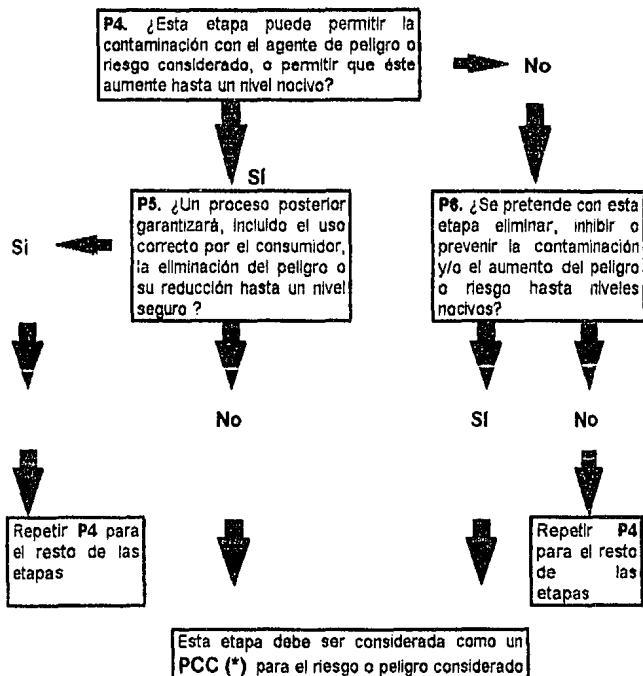 P4. ¿Esta etapa puede permitir la
contaminación con el agente de peligro o
riesgo considerado, o permitir que éste
aumente hasta un nivel nocivo?
No
Sí
P5. ¿Un proceso posterior
garantizará, incluido el uso
correcto por el consumidor,
la eliminación del peligro o
su reducción hasta un nivel
seguro ?
Si
P6. ¿Se pretende con esta
etapa eliminar, inhibir o
prevenir la contaminación
y/o el aumento del peligro
o riesgo hasta niveles
nocivos?
No
Sí
No
Repetir P4 para
el resto de las
etapas
Repetir P4
para el resto
de las
etapas
Esta etapa debe ser considerada como un
PCC (*) para el riesgo o peligro considerado